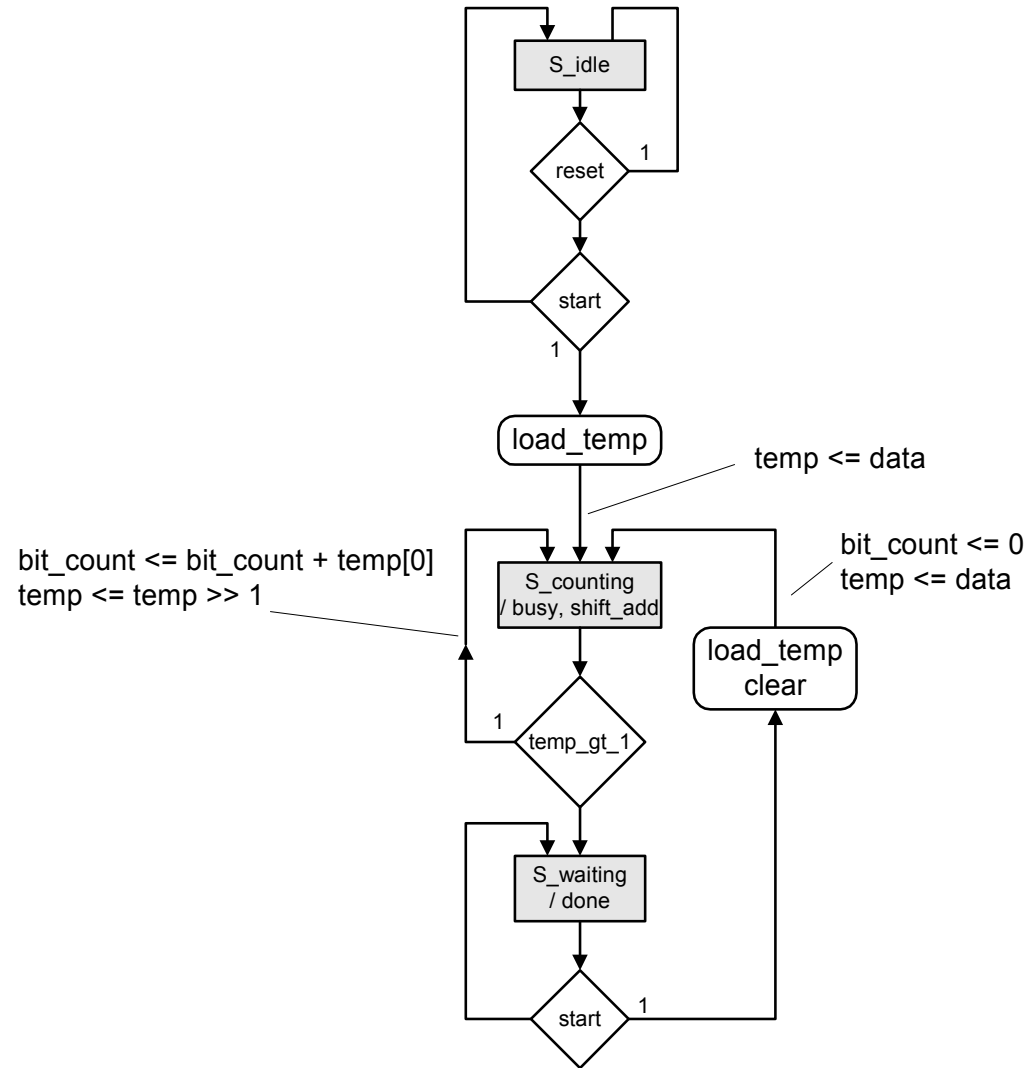 S_idle
reset
1
start
1
load_temp
temp <= data
bit_count <= bit_count + temp[0]
temp <= temp >> 1
S_counting
/ busy, shift_add
bit_count <= 0
temp <= data
load_temp
clear
1
temp_gt_1
S_waiting
/ done
start
1